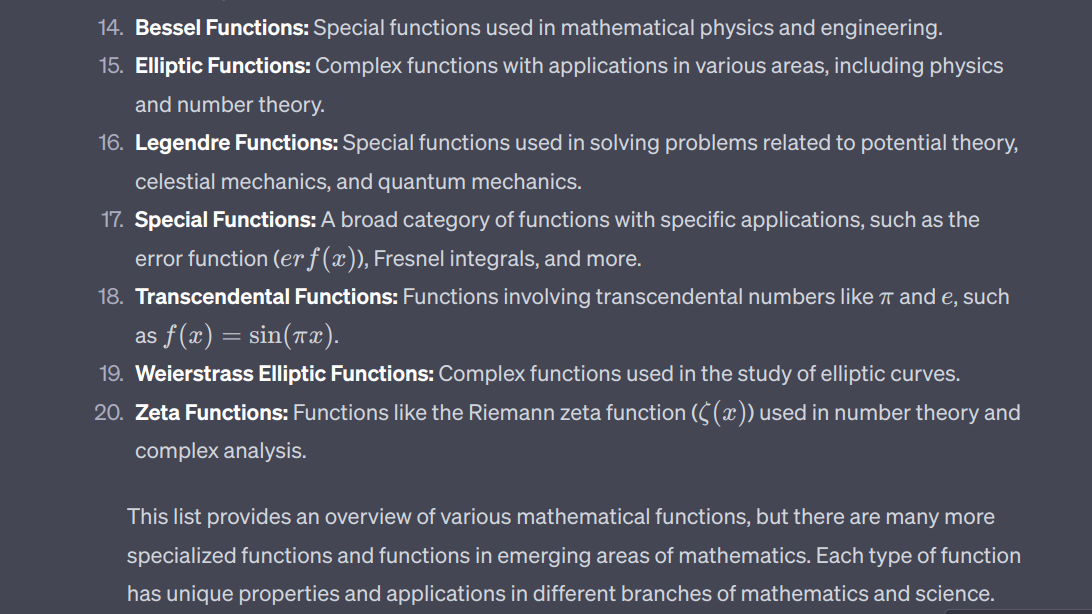 14. Bessel Functions: Special functions used in mathematical physics and engineering.
15. Elliptic Functions: Complex functions with applications in various areas, including physics
and number theory.
16. Legendre Functions: Special functions used in solving problems related to potential theory,
celestial mechanics, and quantum mechanics.
17. Special Functions: A broad category of functions with specific applications, such as the
error function (erf(x)), Fresnel integrals, and more.
18. Transcendental Functions: Functions involving transcendental numbers like π and e, such
as f(x) = sin(πx).
19. Weierstrass Elliptic Functions: Complex functions used in the study of elliptic curves.
20. Zeta Functions: Functions like the Riemann zeta function (ζ(x)) used in number theory and
complex analysis.
This list provides an overview of various mathematical functions, but there are many more
specialized functions and functions in emerging areas of mathematics. Each type of function
has unique properties and applications in different branches of mathematics and science.